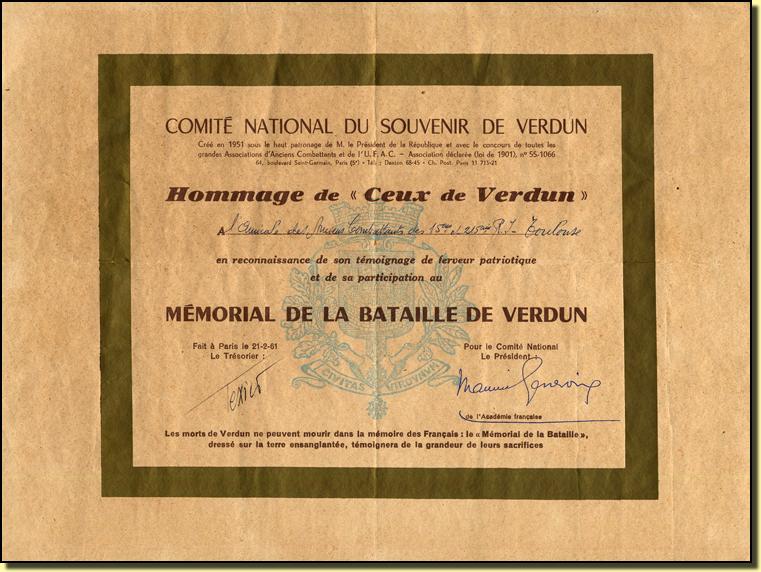 COMITÉ NATIONAL DU SOUVENIR DE VERDUN
Créé en 1951 sous le haut patronage de M. le Président de la République et avec le concours de toutes les
grandes Associations d'Anciens Combattants et de l'U.F.A.C. – Association déclarée (loi de 1901), n° 55-1066
64, boulevard Saint-Germain, Paris (5e) • Tél. : Danton 68-45 • Ch. Post. Paris 13 713-21
Hommage de « Ceux de Verdun »
A l'Amicale des Anciens Combattants des 15ème et 215ème R.I- Toulouse
en reconnaissance de son témoignage de ferveur patriotique
et de sa participation au
MÉMORIAL DE LA BATAILLE DE VERDUN
Fait à Paris le 21-2-61
Le Trésorier :
Pour le Comité National
Le Président
Maurice Genevoix
de l'Académie française
CIVITAS VIRDUNUM
Les morts de Verdun ne peuvent mourir dans la mémoire des Français : le « Mémorial de la Bataille »,
dressé sur la terre ensanglantée, témoignera de la grandeur de leurs sacrifices